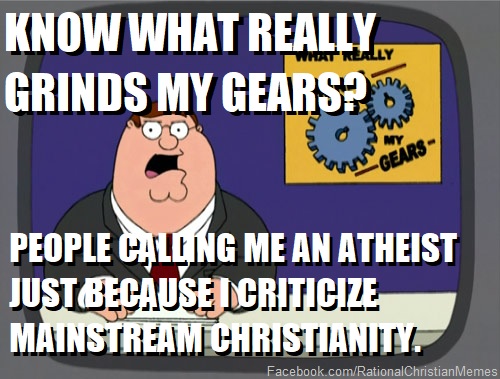 KNOW WHAT REALLY
GRINDS MY GEARS?
WHAT REALLY
MY
GEARS
PEOPLE CALLING ME AN ATHEIST
JUST BECAUSE I CRITICIZE
MAINSTREAM CHRISTIANITY.
Facebook.com/RationalChristianMemes